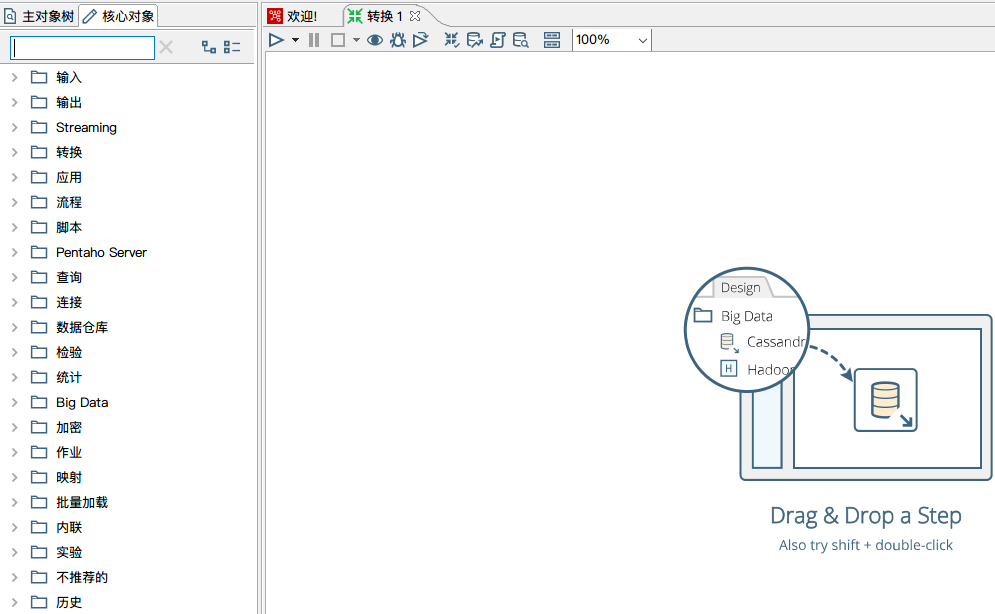 主对象树
核心对象
欢迎!
转换 1
100%
输入
输出
Streaming
转换
应用
流程
脚本
Pentaho Server
查询
连接
数据仓库
检验
统计
Big Data
加密
作业
映射
批量加载
内联
实验
不推荐的
历史
Design
Big Data
Cassandr
H
Hadoop
Drag & Drop a Step
Also try shift + double-click